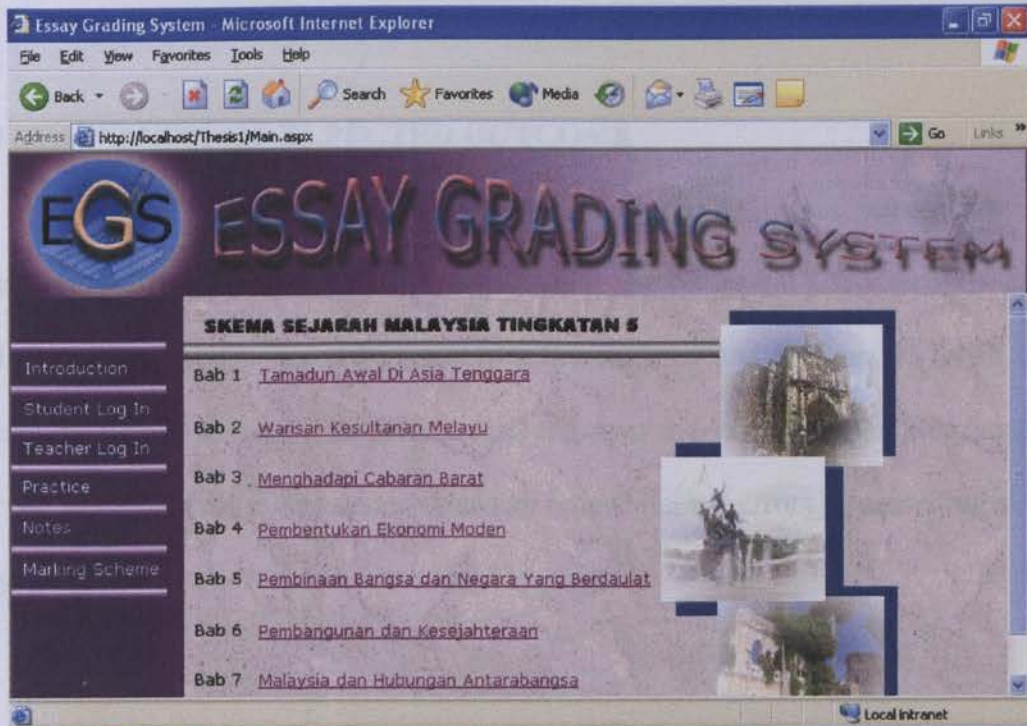 Essay Grading System - Microsoft Internet Explorer
File Edit View Favorites Tools Help
Back Search Favorites Media
Address http://localhost/Thesis1/Main.aspx Go Links »
EGS ESSAY GRADING SYSTEM
SKEMA SEJARAH MALAYSIA TINGKATAN 5
Introduction
Student Log In
Teacher Log In
Practice
Notes
Marking Scheme
Bab 1 Tamadun Awal Di Asia Tenggara
Bab 2 Warisan Kesultanan Melayu
Bab 3 Menghadapi Cabaran Barat
Bab 4 Pembentukan Ekonomi Moden
Bab 5 Pembinaan Bangsa dan Negara Yang Berdaulat
Bab 6 Pembangunan dan Kesejahteraan
Bab 7 Malaysia dan Hubungan Antarabangsa
Local intranet